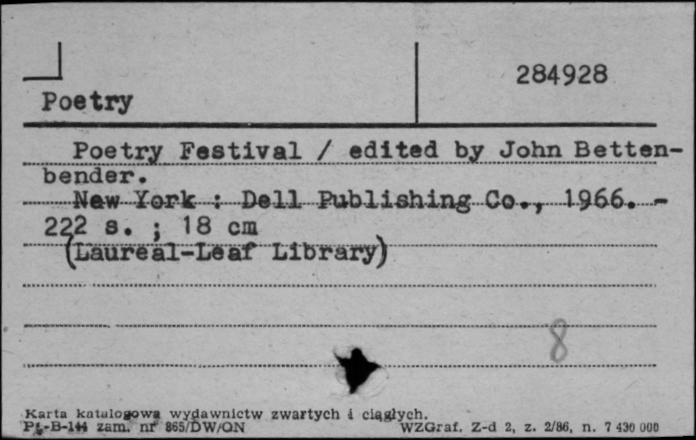 284928
Poetry
Poetry Festival / edited by John Betten-
bender.
New York : Dell Publishing Co., 1966. -
222 s. ; 18 cm
(Laureal-Leaf Library)
8
Karta katalogowa wydawnictw zwartych i ciągłych.
Pt-B-144 zam. nr 865/DW/ON WZGraf. Z-d 2, z. 2/86, n. 7 430 000